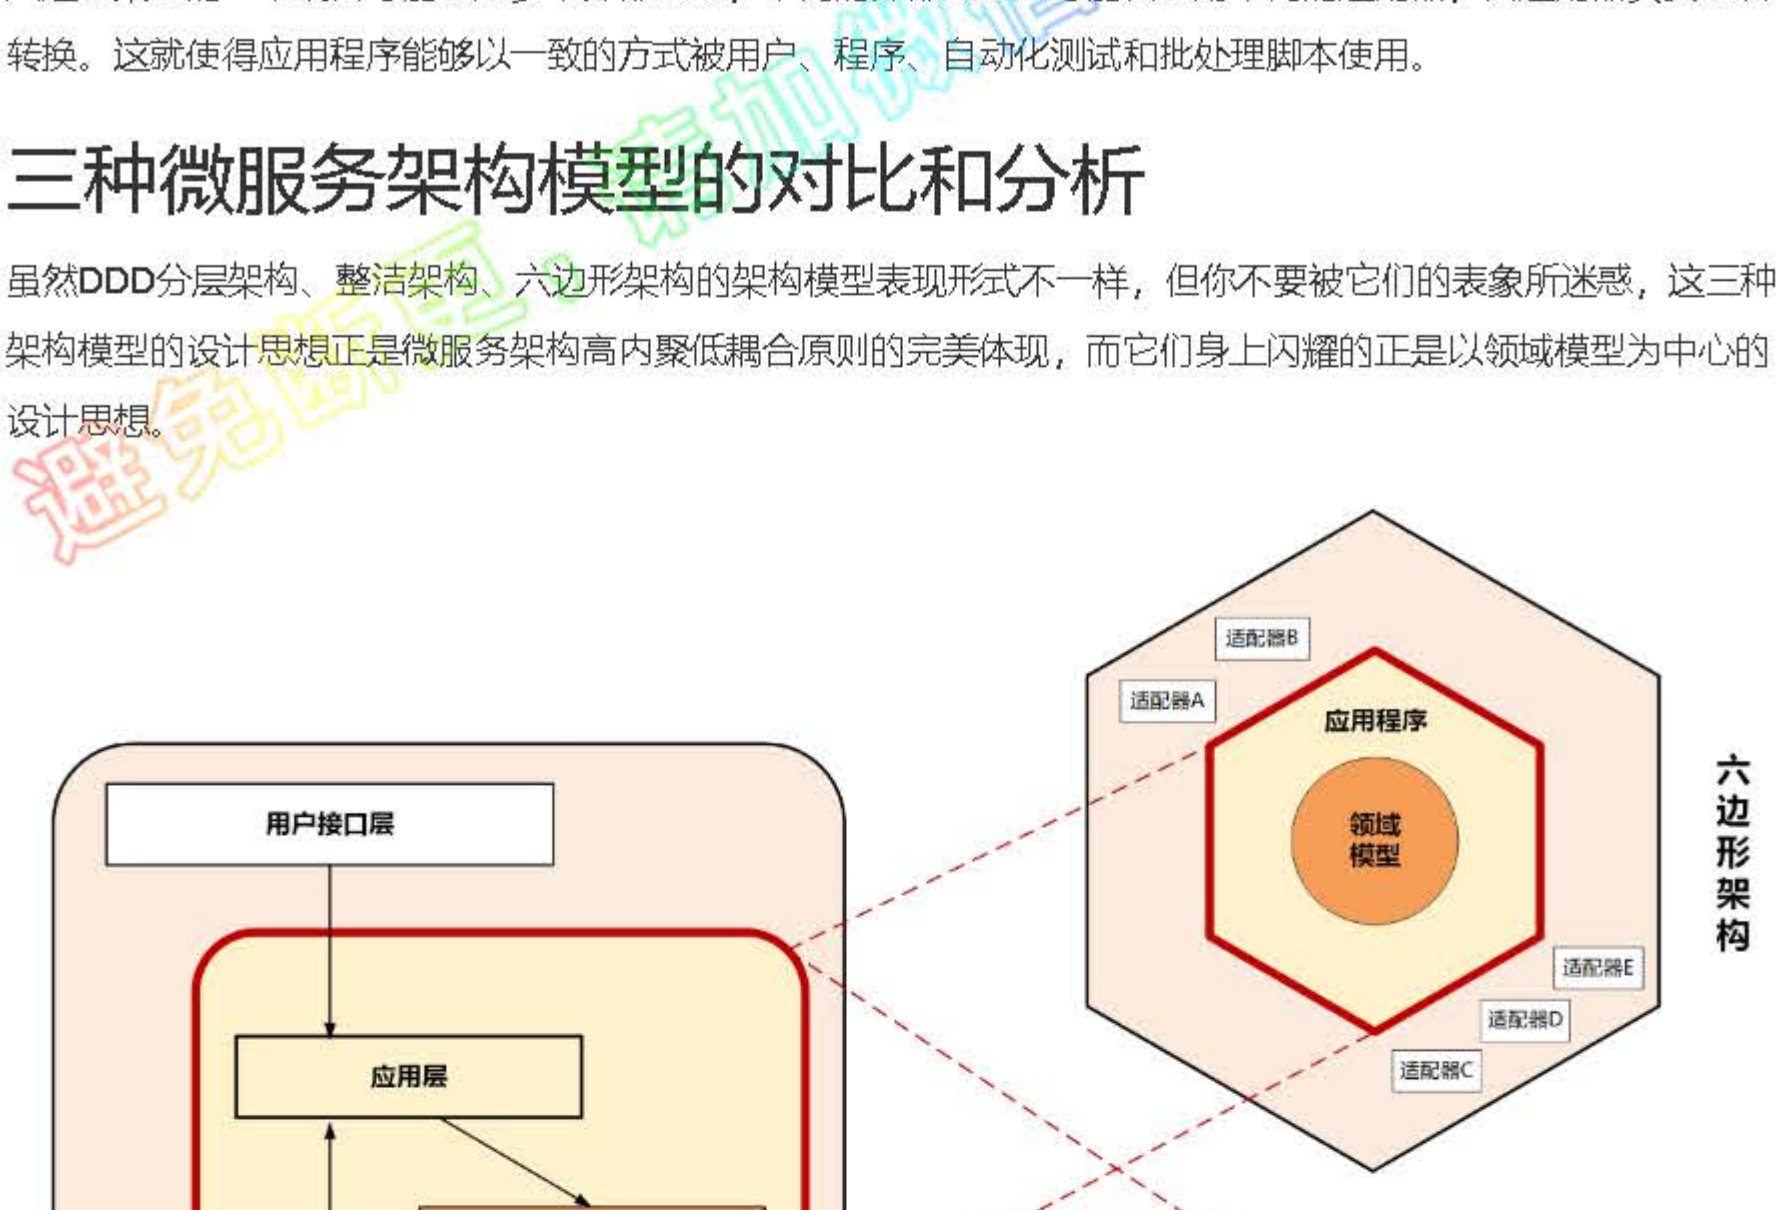 转换。这就使得应用程序能够以一致的方式被用户、程序、自动化测试和批处理脚本使用。
三种微服务架构模型的对比和分析
虽然DDD分层架构、整洁架构、六边形架构的架构模型表现形式不一样，但你不要被它们的表象所迷惑，这三种
架构模型的设计思想正是微服务架构高内聚低耦合原则的完美体现，而它们身上闪耀的正是以领域模型为中心的
设计思想。
避免断更，请加微信
适配器B
适配器A
应用程序
领域
模型
六边形架构
适配器E
适配器D
适配器C
用户接口层
应用层